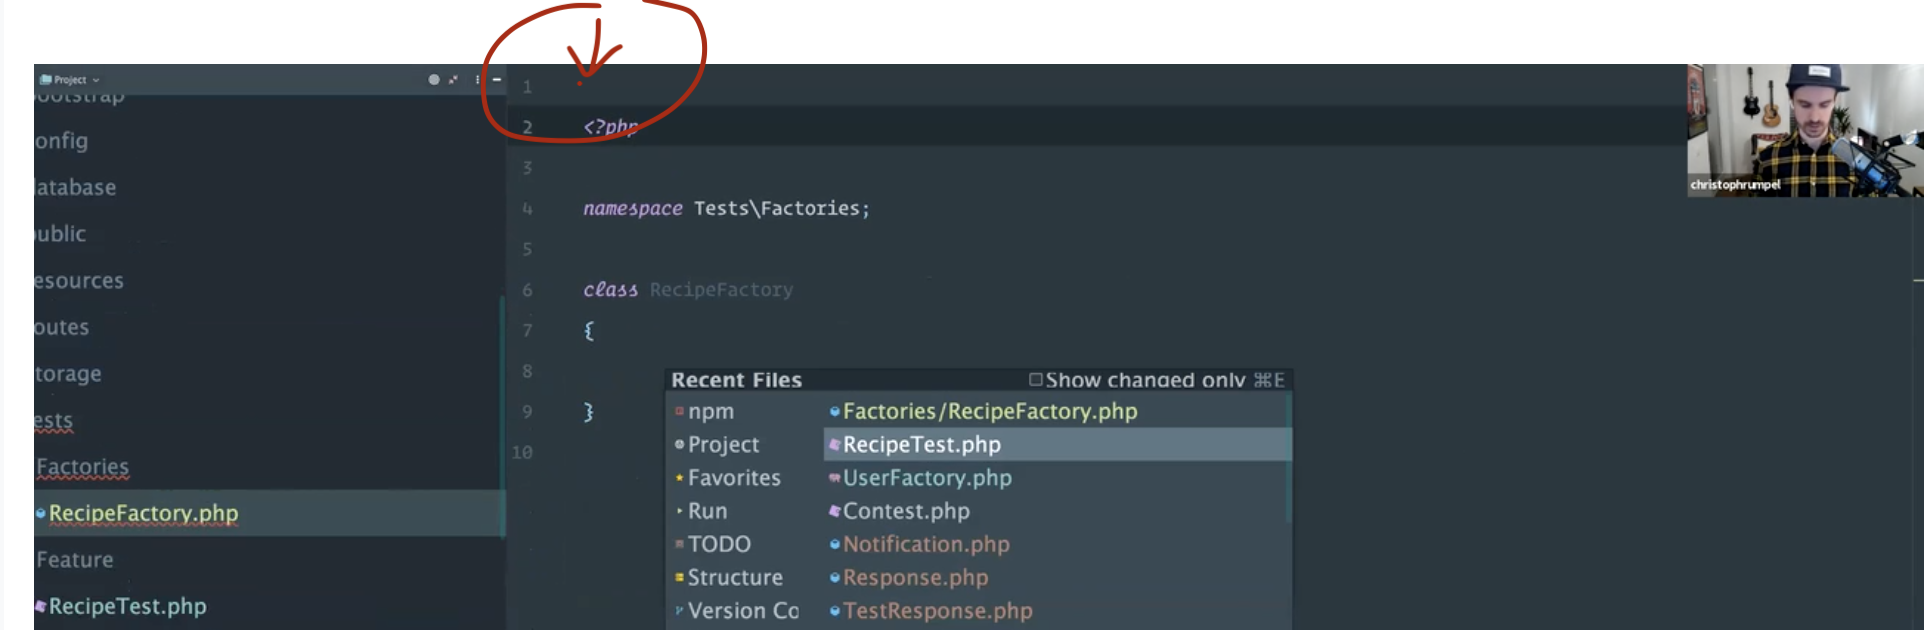 Project
bootstrap
onfig
latabase
ublic
esources
outes
torage
ests
Factories
RecipeFactory.php
Feature
RecipeTest.php
1
2 <?php
3
4 namespace Tests\Factories;
5
6 class RecipeFactory
7 {
8
9 }
10
Recent Files
Show changed only ⌘E
npm
Project
Favorites
Run
TODO
Structure
Version Co
Factories/RecipeFactory.php
RecipeTest.php
UserFactory.php
Contest.php
Notification.php
Response.php
TestResponse.php
christophrumpel